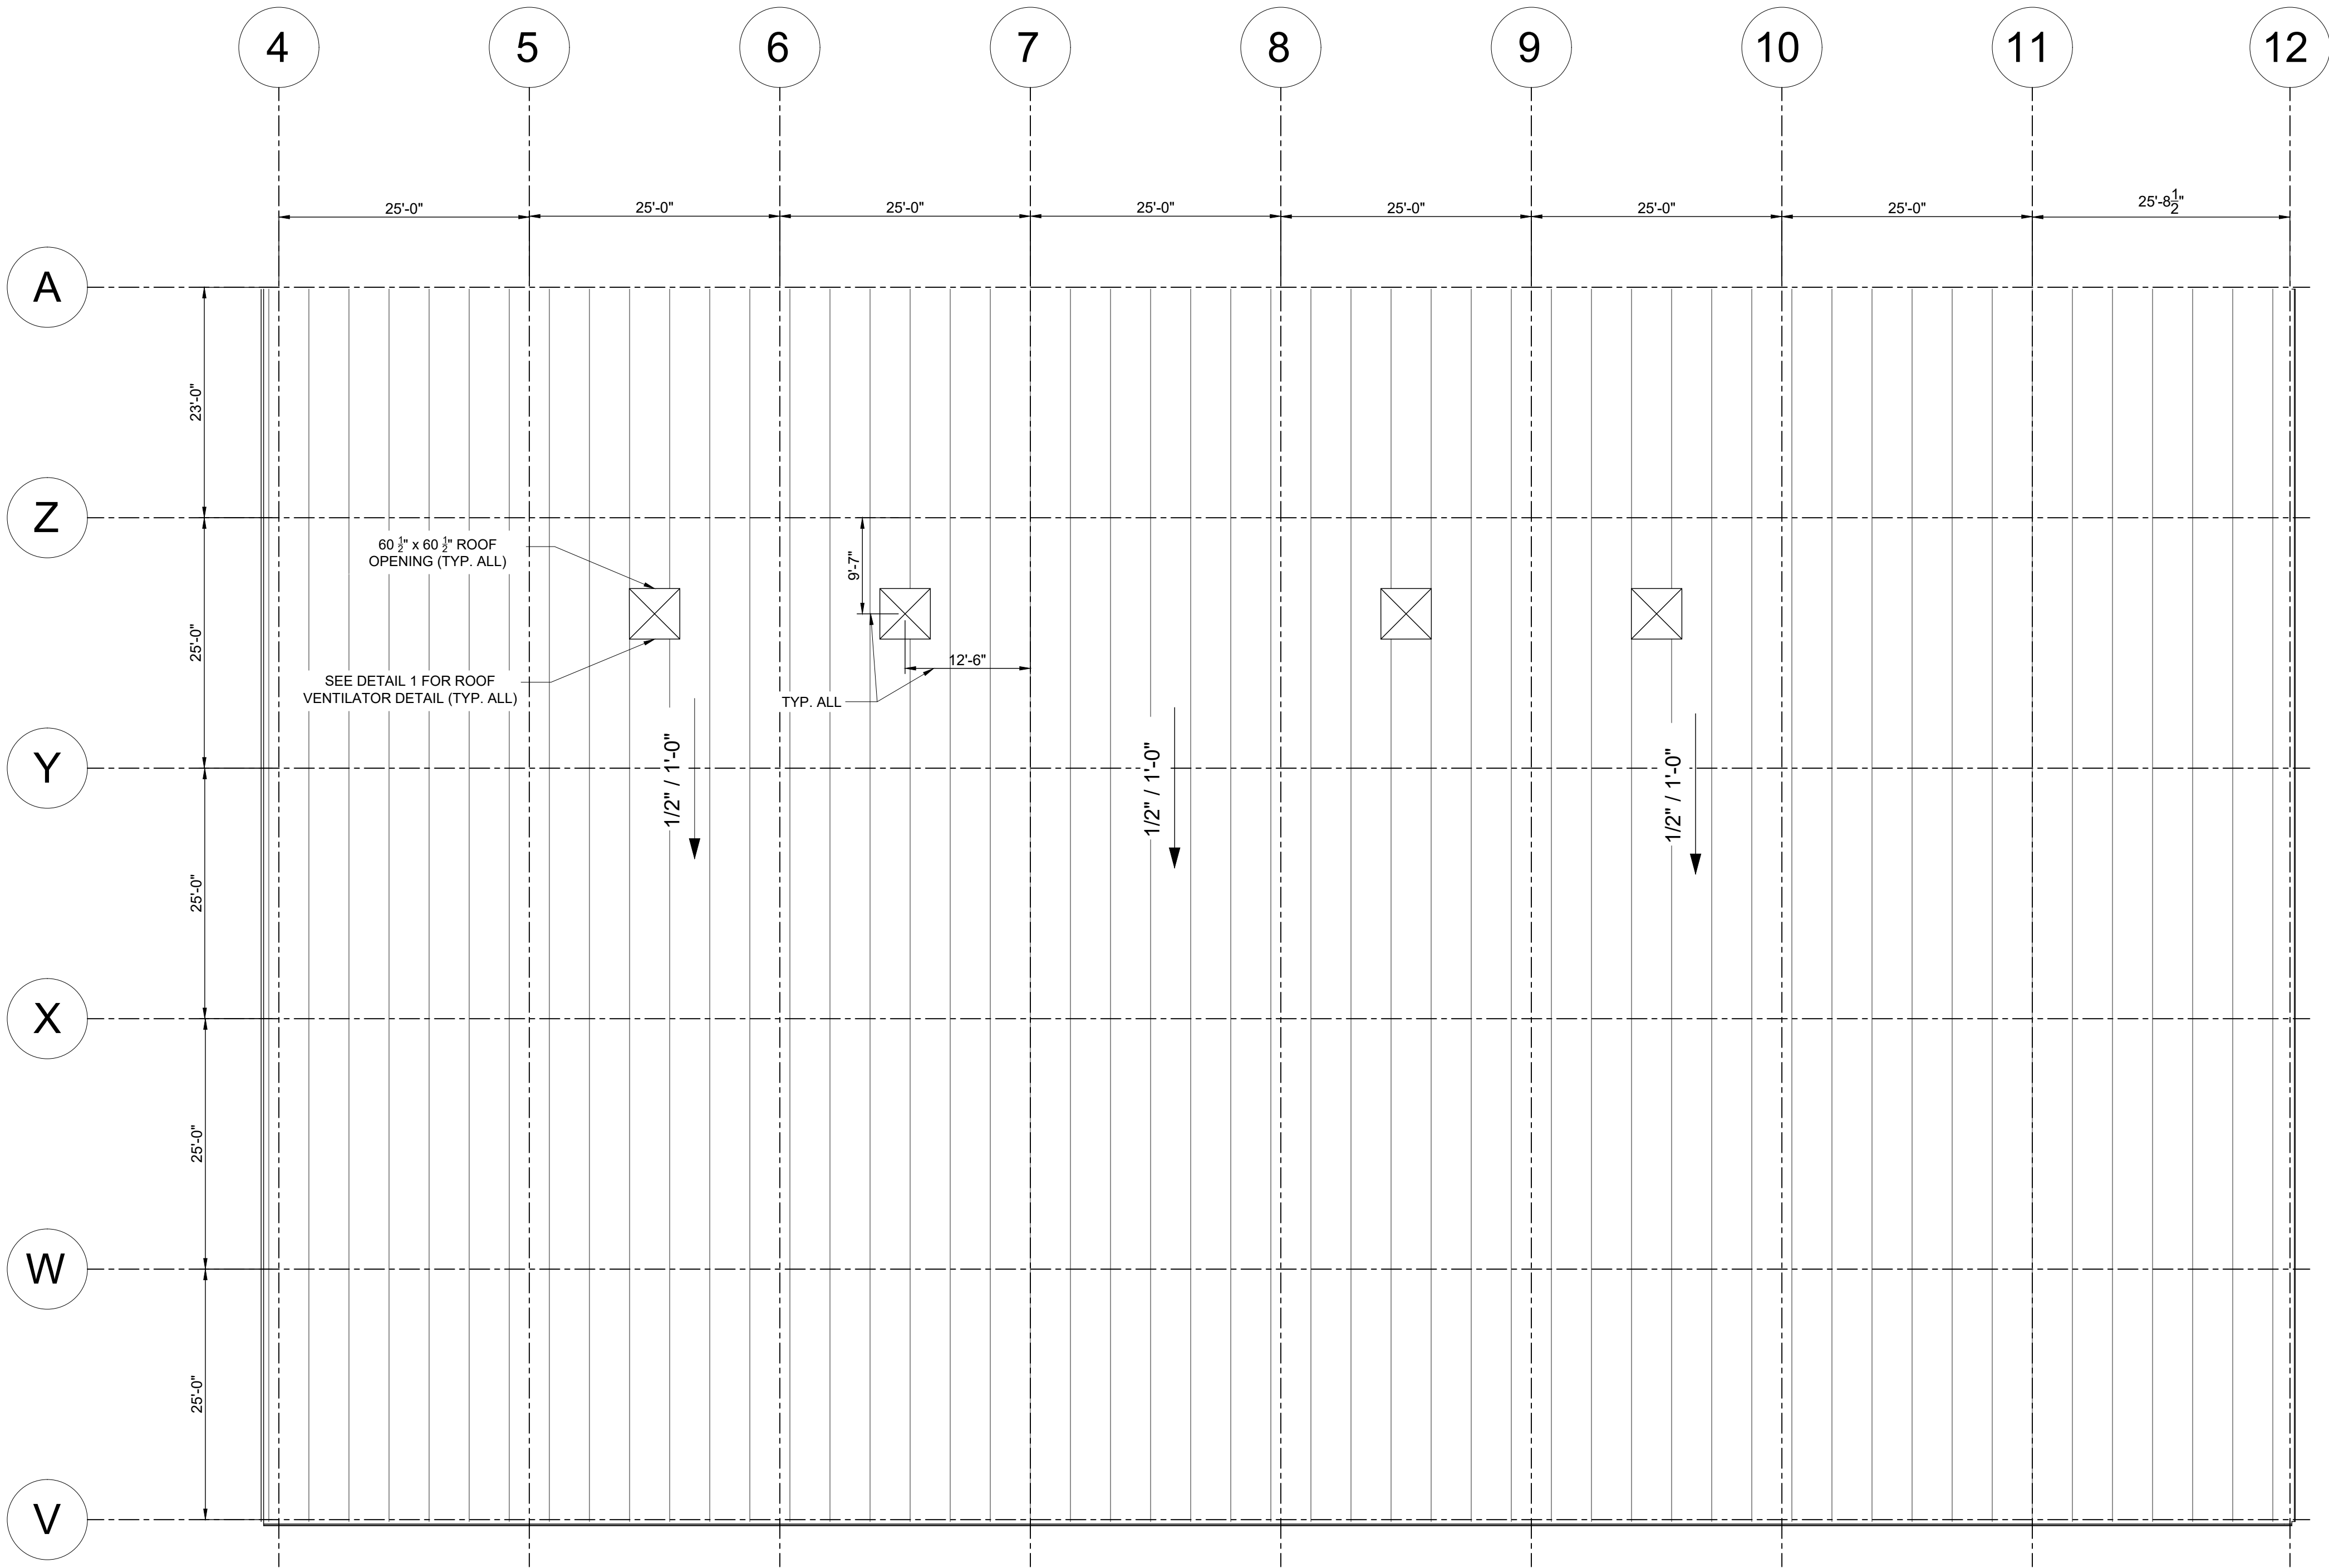 4
5
6
7
8
9
10
11
12
25'-0"
25'-0"
25'-0"
25'-0"
25'-0"
25'-0"
25'-0"
25'-8 1/2"
A
23'-0"
Z
60 1/2" x 60 1/2" ROOF
OPENING (TYP. ALL)
9'-7"
25'-0"
12'-6"
SEE DETAIL 1 FOR ROOF
VENTILATOR DETAIL (TYP. ALL)
TYP. ALL
Y
1/2" / 1'-0"
1/2" / 1'-0"
1/2" / 1'-0"
25'-0"
X
25'-0"
W
25'-0"
V